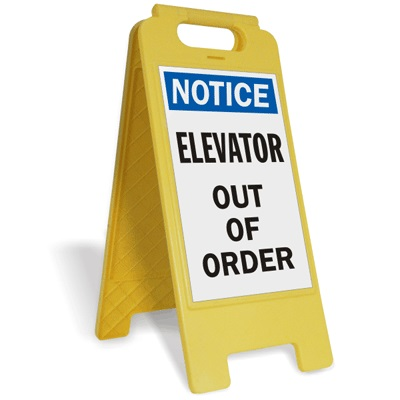 NOTICE
ELEVATOR
OUT
OF
ORDER